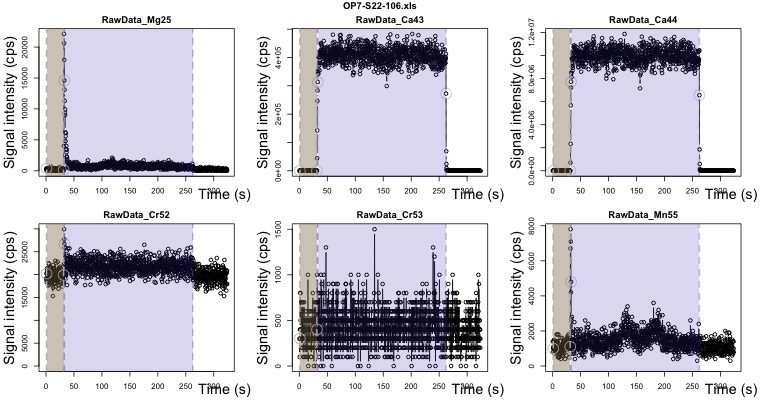 OP7-S22-106.xls
RawData_Mg25 RawData_Ca43 RawData_Ca44
Signal intensity (cps) Signal intensity (cps) Signal intensity (cps)
20000 15000 10000 5000 0
4e+05 2e+05 0e+00
1.2e+07 8.0e+06 4.0e+06 0.0e+00
0 50 100 150 200 250 Time (s) 0 50 100 150 200 250 Time (s) 0 50 100 150 200 250 Time (s)
RawData_Cr52 RawData_Cr53 RawData_Mn55
Signal intensity (cps) Signal intensity (cps) Signal intensity (cps)
25000 15000 5000 0
1500 1000 500 0
8000 6000 4000 2000 0
0 50 100 150 200 250 Time (s) 0 50 100 150 200 250 Time (s) 0 50 100 150 200 250 Time (s)